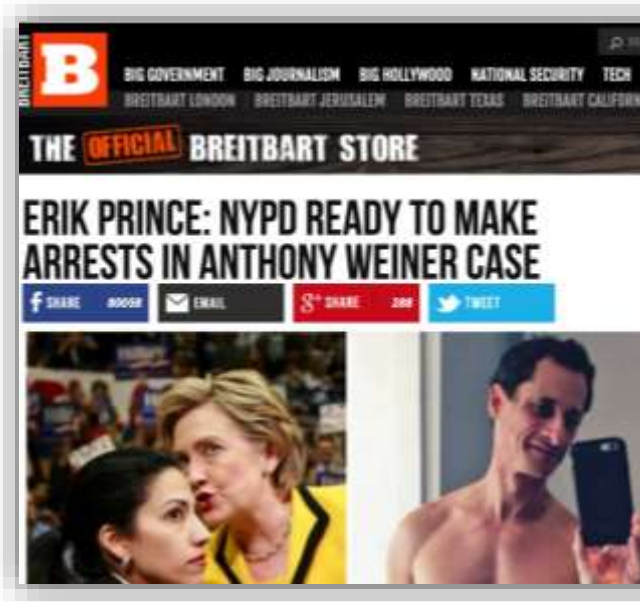 BREITBART
B
BIG GOVERNMENT BIG JOURNALISM BIG HOLLYWOOD NATIONAL SECURITY TECH
BREITBART LONDON BREITBART JERUSALEM BREITBART TEXAS BREITBART CALIFORN
THE OFFICIAL BREITBART STORE
ERIK PRINCE: NYPD READY TO MAKE
ARRESTS IN ANTHONY WEINER CASE
f SHARE EMAIL g+ SHARE TWEET